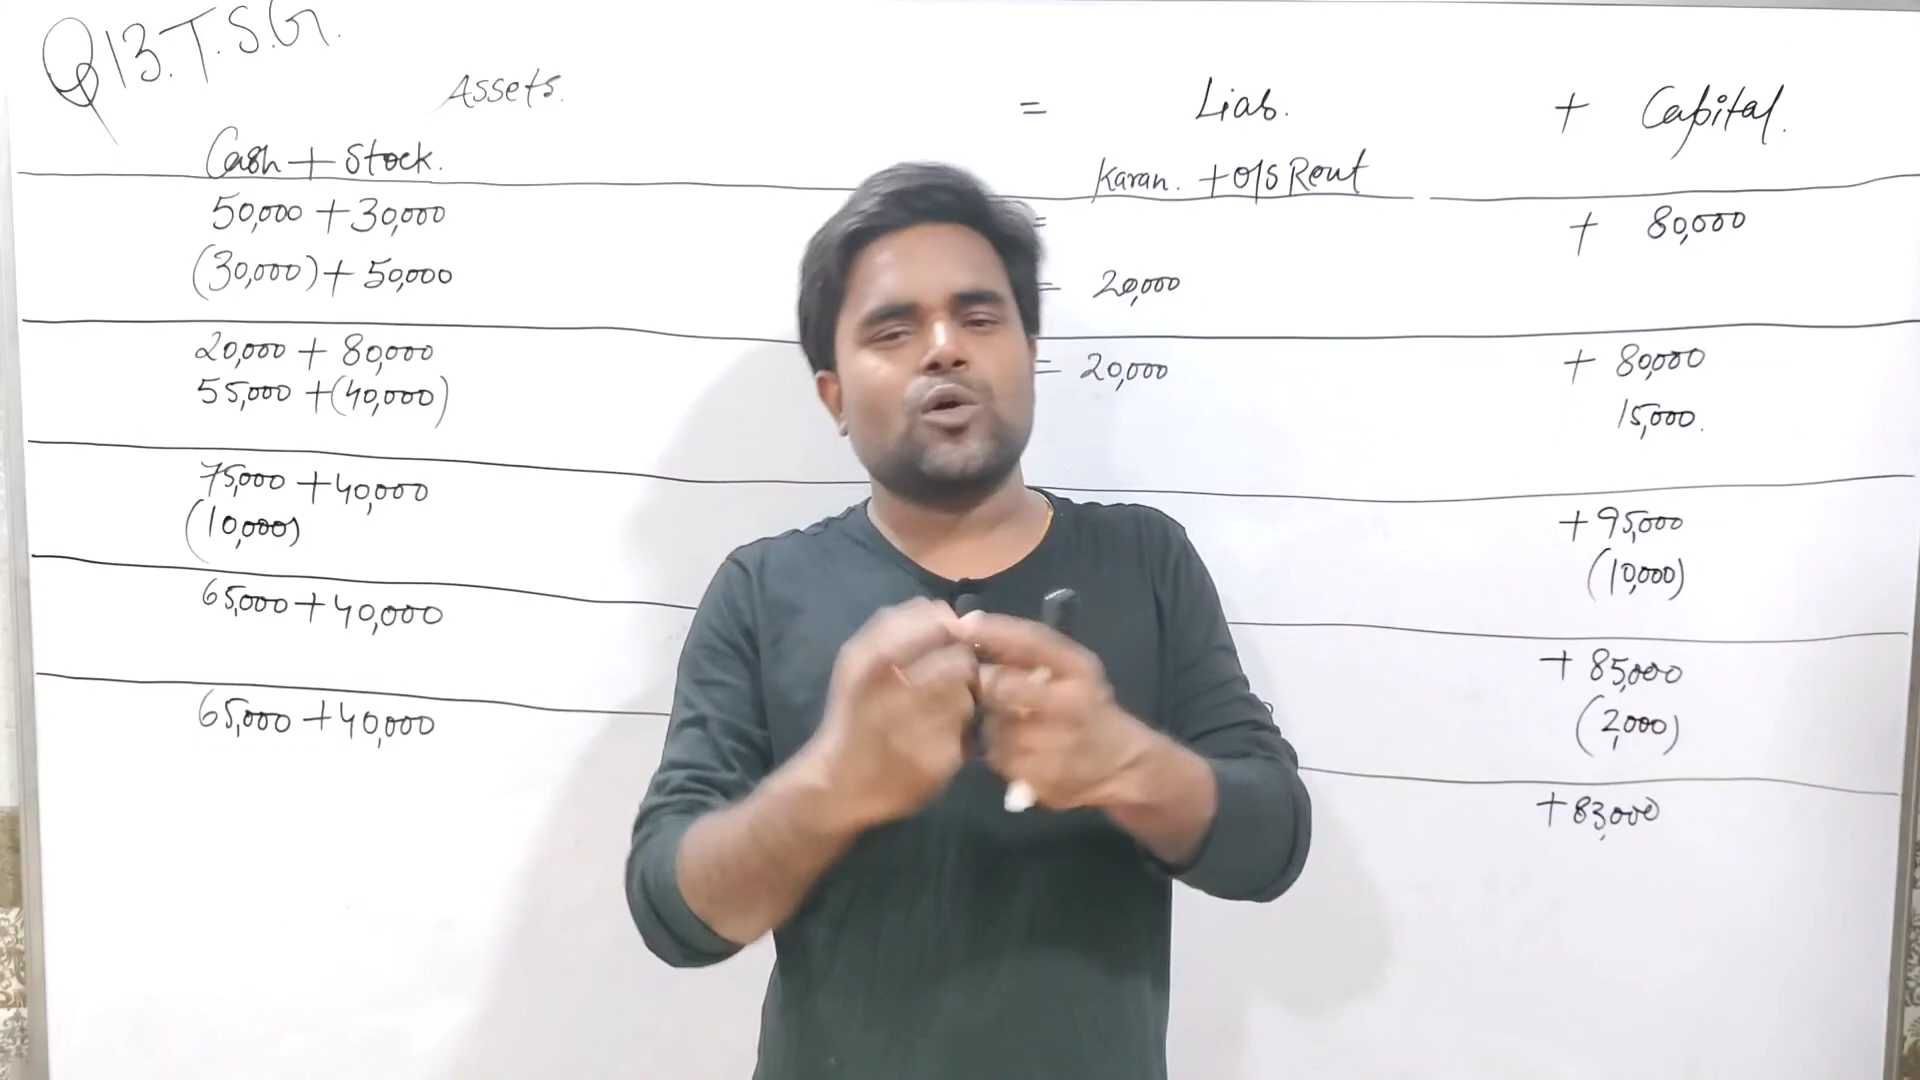 Q13. T.S.G.
Assets. = Liab. + Capital.
Cash + Stock. Karan. + O/S Rent
50,000 + 30,000 = + 80,000
(30,000) + 50,000 = 20,000
20,000 + 80,000 = 20,000 + 80,000
55,000 + (40,000) 15,000.
75,000 + 40,000 + 95,000
(10,000) (10,000)
65,000 + 40,000 + 85,000
(2,000)
65,000 + 40,000 + 83,000